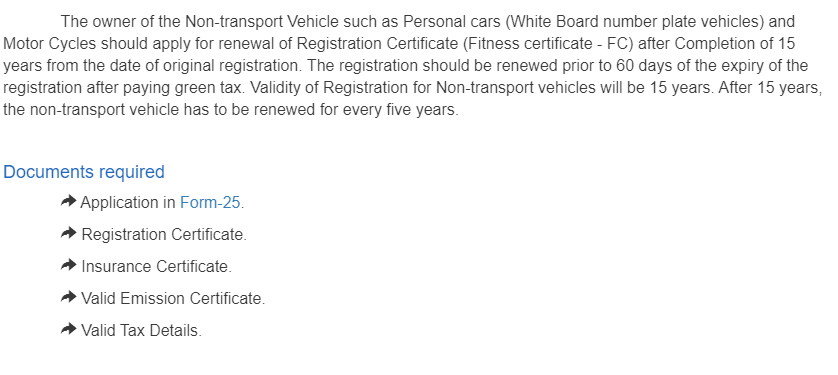 The owner of the Non-transport Vehicle such as Personal cars (White Board number plate vehicles) and
Motor Cycles should apply for renewal of Registration Certificate (Fitness certificate - FC) after Completion of 15
years from the date of original registration. The registration should be renewed prior to 60 days of the expiry of the
registration after paying green tax. Validity of Registration for Non-transport vehicles will be 15 years. After 15 years,
the non-transport vehicle has to be renewed for every five years.
Documents required
Application in Form-25.
Registration Certificate.
Insurance Certificate.
Valid Emission Certificate.
Valid Tax Details.